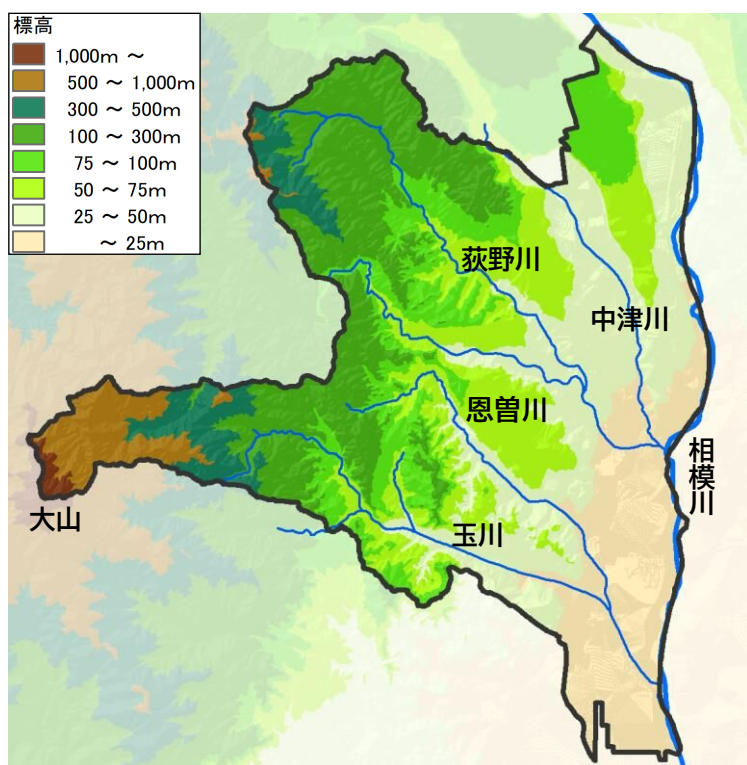 標高
1,000m ～
500 ～ 1,000m
300 ～ 500m
100 ～ 300m
75 ～ 100m
50 ～ 75m
25 ～ 50m
～ 25m
荻野川
中津川
恩曽川
相模川
大山
玉川